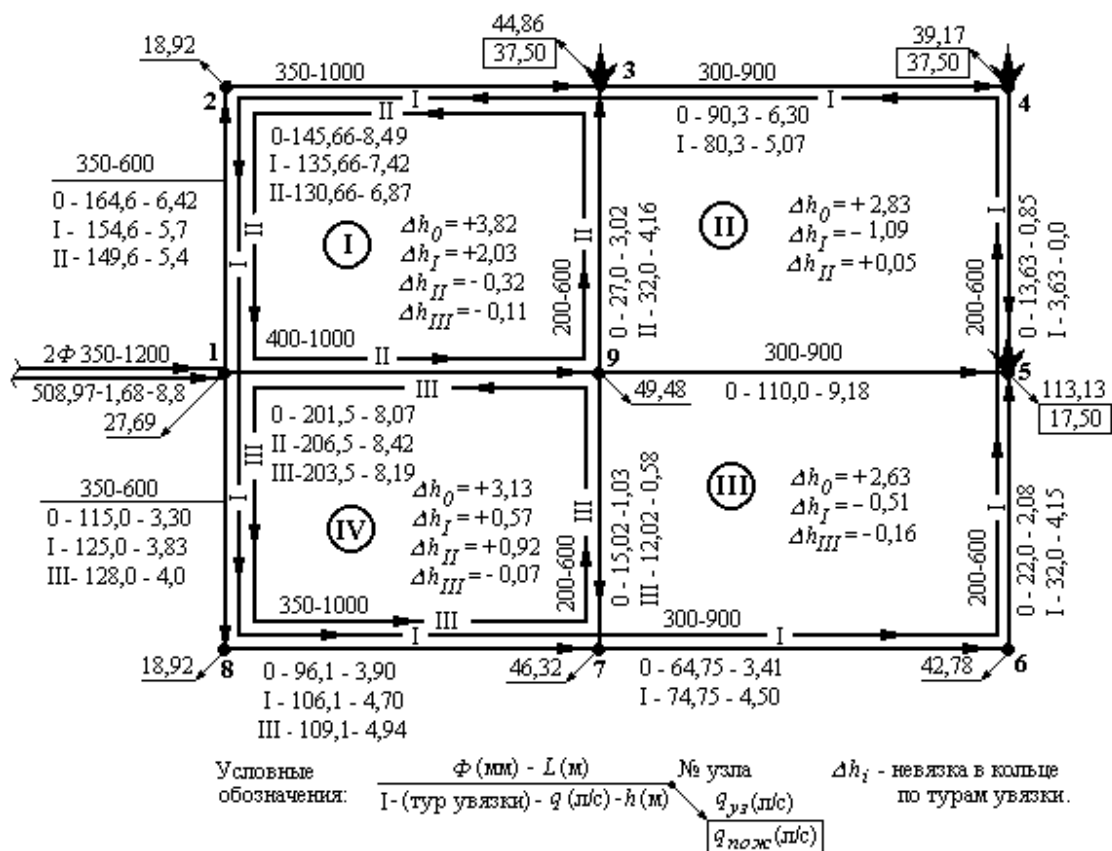 44,86
37,50
39,17
37,50
18,92
2
350-1000
3
300-900
4
I
I
II
0-145,66-8,49
I - 135,66-7,42
II-130,66- 6,87
0 - 90,3 - 6,30
I - 80,3 - 5,07
350-600
0 - 164,6 - 6,42
I - 154,6 - 5,7
II - 149,6 - 5,4
II
I
I
Δh0 = +3,82
ΔhI = +2,03
ΔhII = - 0,32
ΔhIII = - 0,11
II
200-600
0 - 27,0 - 3,02
II - 32,0 - 4,16
II
Δh0 = + 2,83
ΔhI = - 1,09
ΔhII = +0,05
I
200-600
0 - 13,63 - 0,85
I - 3,63 - 0,0
400-1000
II
1
2Ф 350-1200
508,97-1,68-8,8
27,69
9
300-900
5
49,48
0 - 110,0 - 9,18
113,13
17,50
III
0 - 201,5 - 8,07
II -206,5 - 8,42
III-203,5 - 8,19
350-600
0 - 115,0 - 3,30
I - 125,0 - 3,83
III- 128,0 - 4,0
III
I
IV
Δh0 = +3,13
ΔhI = +0,57
ΔhII = +0,92
ΔhIII = - 0,07
III
200-600
0 - 15,02 -1,03
III - 12,02 - 0,58
III
Δh0 = +2,63
ΔhI = - 0,51
ΔhIII = -0,16
I
200-600
0 - 22,0 - 2,08
I - 32,0 - 4,15
350-1000
III
I
300-900
I
18,92
8
0 - 96,1 - 3,90
I - 106,1 - 4,70
III - 109,1- 4,94
46,32
7
0 - 64,75 - 3,41
I - 74,75 - 4,50
42,78
6
Условные
обозначения:
Ф (мм) - L (м)
I- (тур увязки) - q (л/с) - h (м)
№ узла
qуз (л/с)
qпож (л/с)
Δhi - невязка в кольце
по турам увязки.